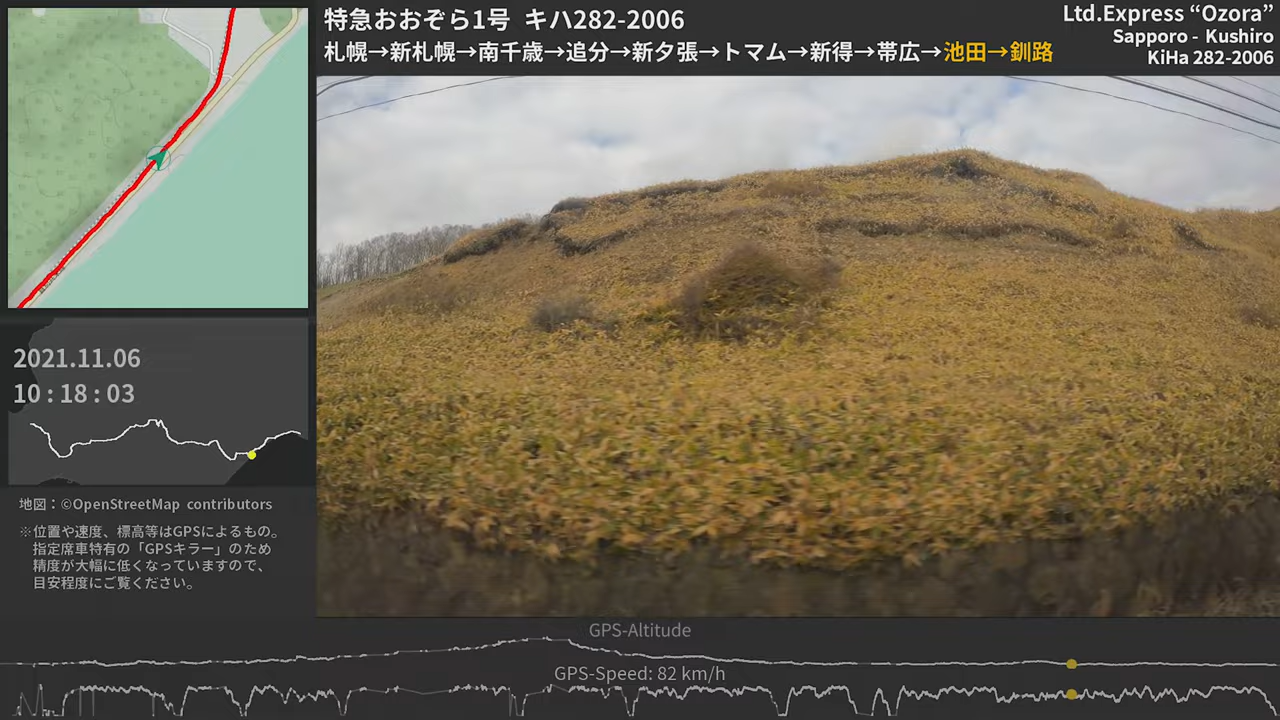 特急おおぞら1号 キハ282-2006
札幌→新札幌→南千歳→追分→新夕張→トマム→新得→帯広→池田→釧路
Ltd.Express “Ozora”
Sapporo - Kushiro
KiHa 282-2006
2021.11.06
10:18:03
地図：©OpenStreetMap contributors
※位置や速度、標高等はGPSによるもの。
指定席車特有の「GPSキラー」のため
精度が大幅に低くなっていますので、
目安程度にご覧ください。
GPS-Altitude
GPS-Speed: 82 km/h